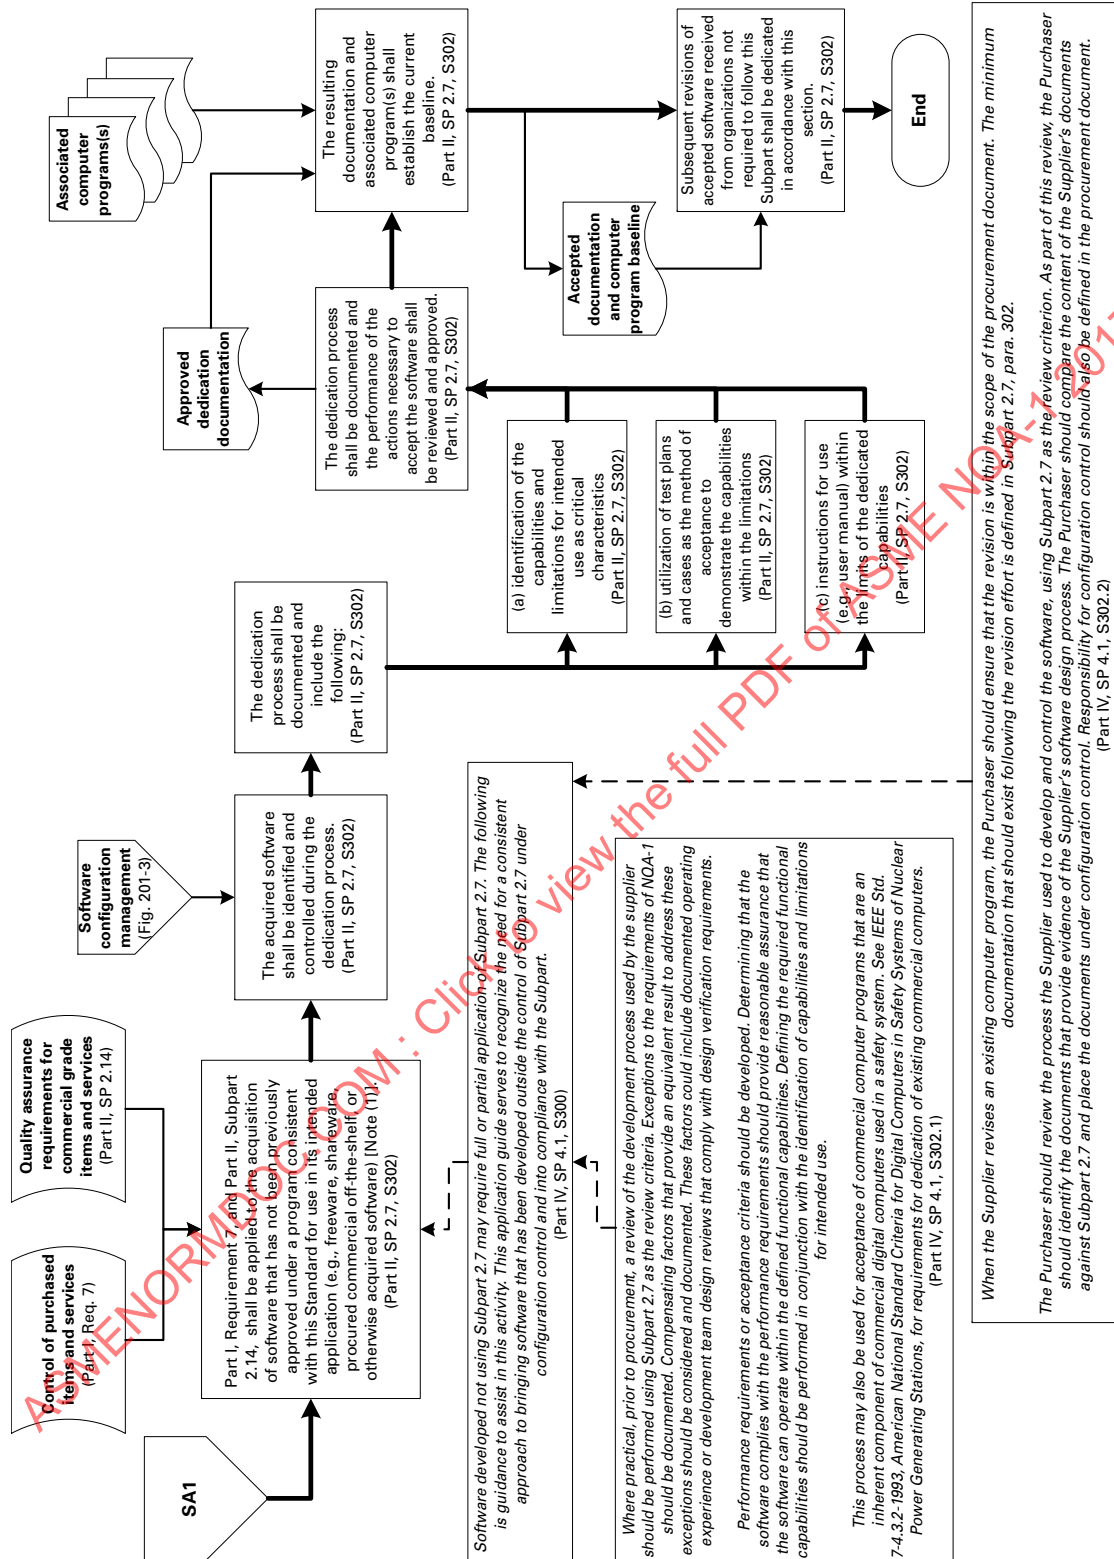 SA1
Control of purchased
items and services
(Part I, Req. 7)
Quality assurance
requirements for
commercial grade
items and services
(Part II, SP 2.14)
Part I, Requirement 7, and Part II, Subpart
2.14, shall be applied to the acquisition
of software that has not been previously
approved under a program consistent
with this Standard for use in its intended
application (e.g., freeware, shareware,
procured commercial off-the-shelf, or
otherwise acquired software) [Note (1)].
(Part II, SP 2.7, S302)
Software
configuration
management
(Fig. 201-3)
The acquired software
shall be identified and
controlled during the
dedication process.
(Part II, SP 2.7, S302)
The dedication
process shall be
documented and
include the
following:
(Part II, SP 2.7, S302)
(a) identification of the
capabilities and
limitations for intended
use as critical
characteristics
(Part II, SP 2.7, S302)
(b) utilization of test plans
and cases as the method of
acceptance to
demonstrate the capabilities
within the limitations
(Part II, SP 2.7, S302)
(c) instructions for use
(e.g., user manual) within
the limits of the dedicated
capabilities
(Part II, SP 2.7, S302)
Approved
dedication
documentation
The dedication process
shall be documented and
the performance of the
actions necessary to
accept the software shall
be reviewed and approved.
(Part II, SP 2.7, S302)
Associated
computer
programs(s)
The resulting
documentation and
associated computer
program(s) shall
establish the current
baseline.
(Part II, SP 2.7, S302)
Accepted
documentation
and computer
program baseline
Subsequent revisions of
accepted software received
from organizations not
required to follow this
Subpart shall be dedicated
in accordance with this
section.
(Part II, SP 2.7, S302)
End
Software developed not using Subpart 2.7 may require full or partial application of Subpart 2.7. The following
is guidance to assist in this activity. This application guide serves to recognize the need for a consistent
approach to bringing software that has been developed outside the control of Subpart 2.7 under
configuration control and into compliance with the Subpart.
(Part IV, SP 4.1, S300)
Where practical, prior to procurement, a review of the development process used by the supplier
should be performed using Subpart 2.7 as the review criteria. Exceptions to the requirements of NQA-1
should be documented. Compensating factors that provide an equivalent result to address these
exceptions should be considered and documented. These factors could include documented operating
experience or development team design reviews that comply with design verification requirements.
Performance requirements or acceptance criteria should be developed. Determining that the
software complies with the performance requirements should provide reasonable assurance that
the software can operate within the defined functional capabilities. Defining the required functional
capabilities should be performed in conjunction with the identification of capabilities and limitations
for intended use.
This process may also be used for acceptance of commercial computer programs that are an
inherent component of commercial digital computers used in a safety system. See IEEE Std.
7-4.3.2-1993, American National Standard Criteria for Digital Computers in Safety Systems of Nuclear
Power Generating Stations, for requirements for dedication of existing commercial computers.
(Part IV, SP 4.1, S302.1)
When the Supplier revises an existing computer program, the Purchaser should ensure that the revision is within the scope of the procurement document. The minimum
documentation that should exist following the revision effort is defined in Subpart 2.7, para. 302.
The Purchaser should review the process the Supplier used to develop and control the software, using Subpart 2.7 as the review criterion. As part of this review, the Purchaser
should identify the documents that provide evidence of the Supplier's software design process. The Purchaser should compare the content of the Supplier's documents
against Subpart 2.7 and place the documents under configuration control. Responsibility for configuration control should also be defined in the procurement document.
(Part IV, SP 4.1, S302.2)
ASMENORMDOC.COM : Click to view the full PDF of ASME NQA-1 2017